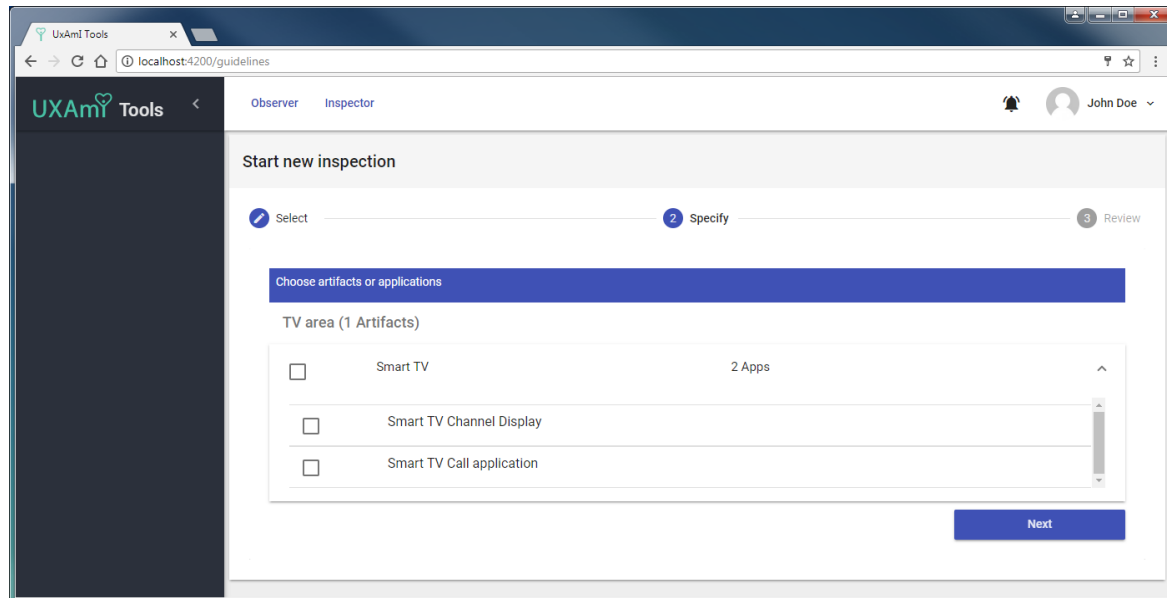 UxAmI Tools
localhost:4200/guidelines
UXAmI Tools
Observer Inspector
John Doe
Start new inspection
Select
2 Specify
3 Review
Choose artifacts or applications
TV area (1 Artifacts)
Smart TV 2 Apps
Smart TV Channel Display
Smart TV Call application
Next